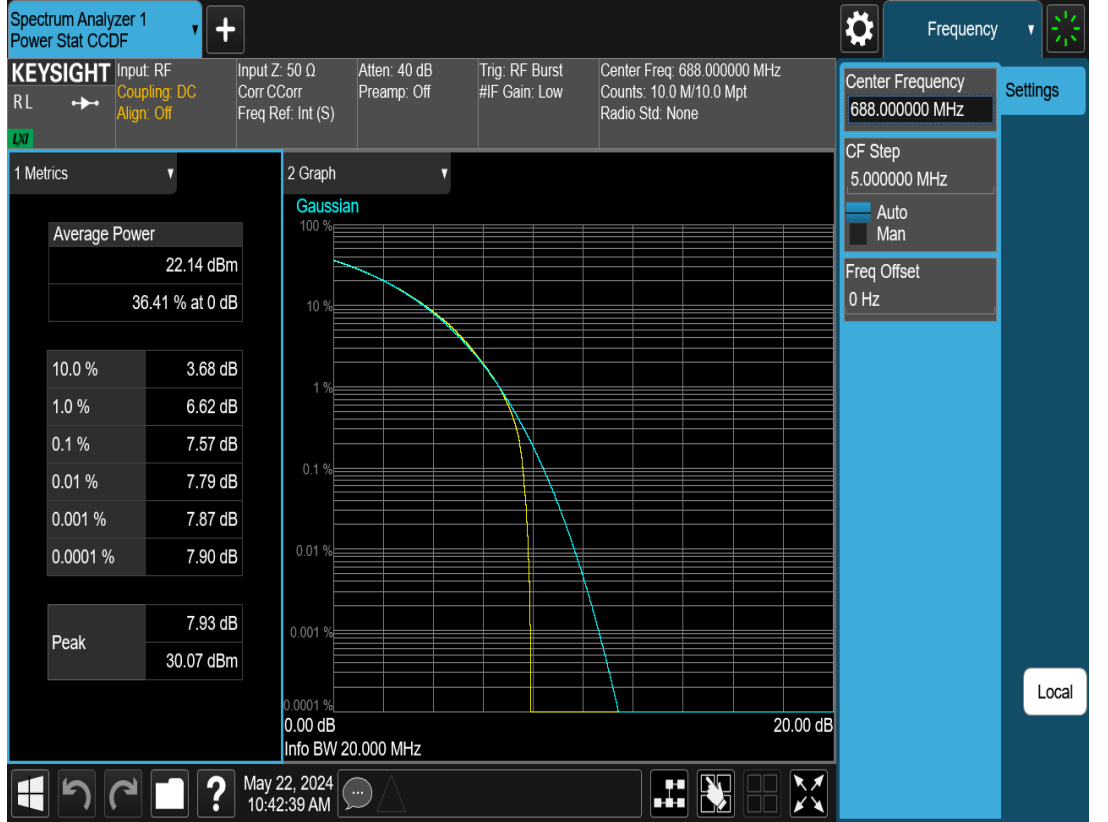 Spectrum Analyzer 1
Power Stat CCDF
+
Frequency
KEYSIGHT
RL
LXI
Input: RF
Coupling: DC
Align: Off
Input Z: 50 Ω
Corr CCorr
Freq Ref: Int (S)
Atten: 40 dB
Preamp: Off
Trig: RF Burst
#IF Gain: Low
Center Freq: 688.000000 MHz
Counts: 10.0 M/10.0 Mpt
Radio Std: None
Center Frequency
688.000000 MHz
Settings
CF Step
5.000000 MHz
Auto
Man
Freq Offset
0 Hz
Local
1 Metrics
Average Power
22.14 dBm
36.41 % at 0 dB
10.0 % 3.68 dB
1.0 % 6.62 dB
0.1 % 7.57 dB
0.01 % 7.79 dB
0.001 % 7.87 dB
0.0001 % 7.90 dB
Peak 7.93 dB
30.07 dBm
2 Graph
Gaussian
100 %
10 %
1 %
0.1 %
0.01 %
0.001 %
0.0001 %
0.00 dB 20.00 dB
Info BW 20.000 MHz
?
May 22, 2024
10:42:39 AM